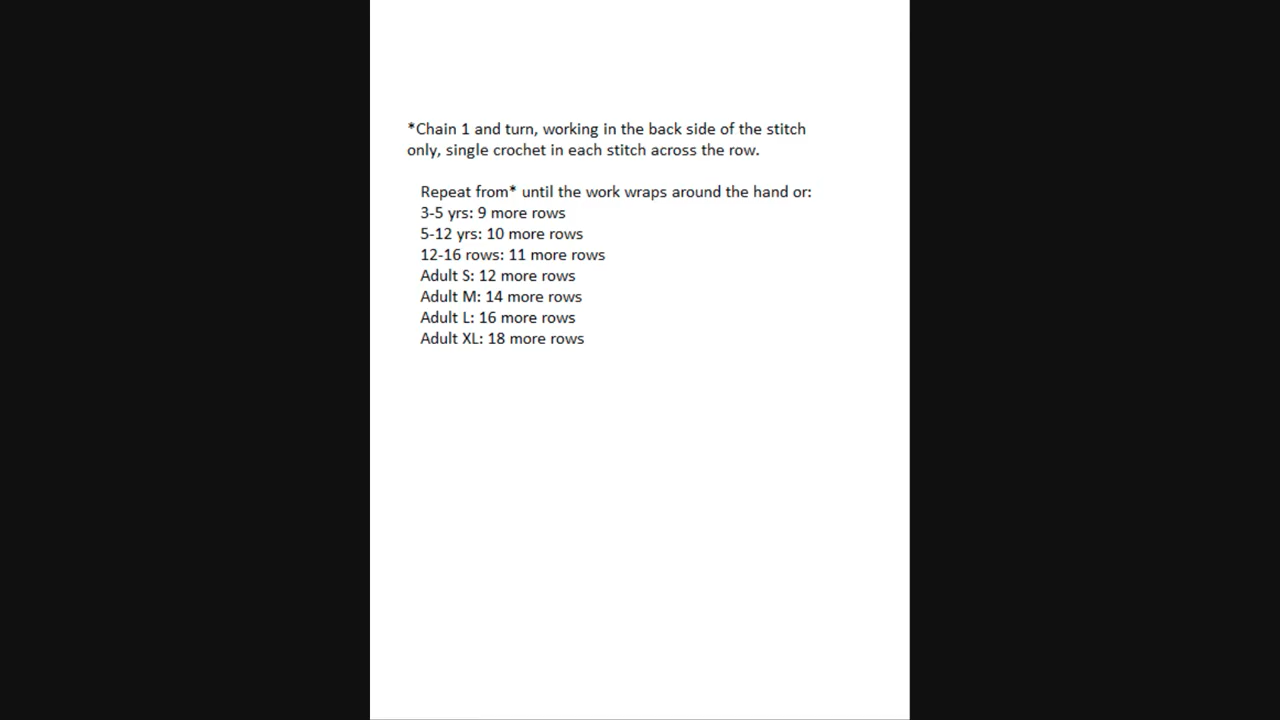 *Chain 1 and turn, working in the back side of the stitch
only, single crochet in each stitch across the row.
Repeat from* until the work wraps around the hand or:
3-5 yrs: 9 more rows
5-12 yrs: 10 more rows
12-16 rows: 11 more rows
Adult S: 12 more rows
Adult M: 14 more rows
Adult L: 16 more rows
Adult XL: 18 more rows